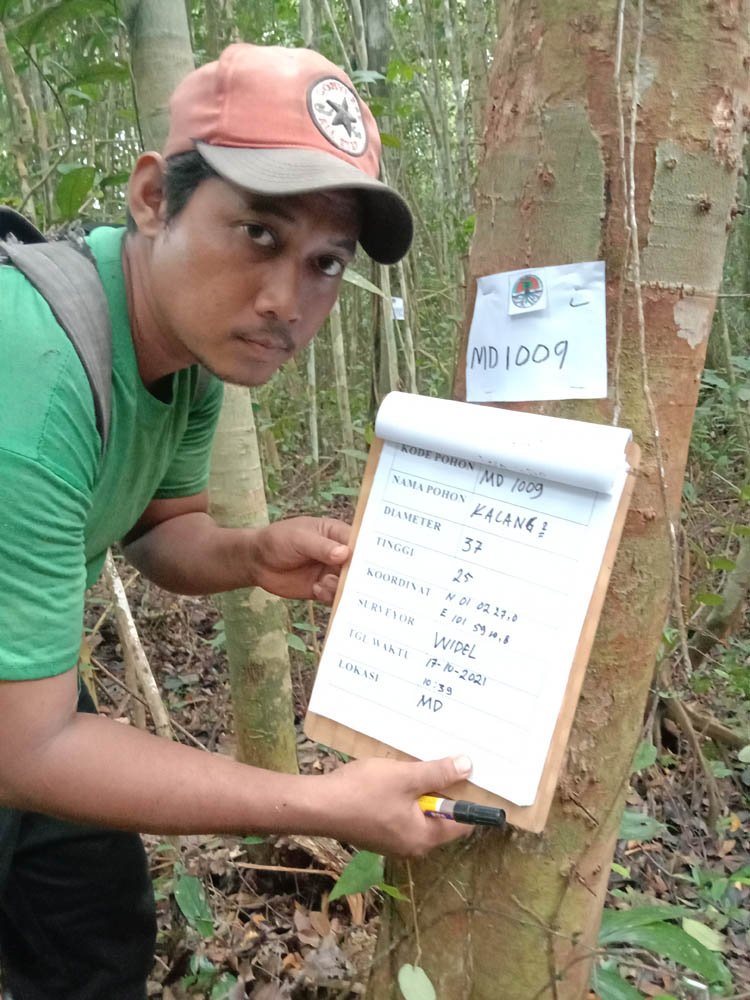 MD1009
KODE POHON MD 1009
NAMA POHON KALANG2
DIAMETER 37
TINGGI 25
KOORDINAT N 01 02 27,0
E 101 59 10,8
SURVEYOR WIDEL
TGL WAKTU 17-10-2021
10:39
LOKASI MD